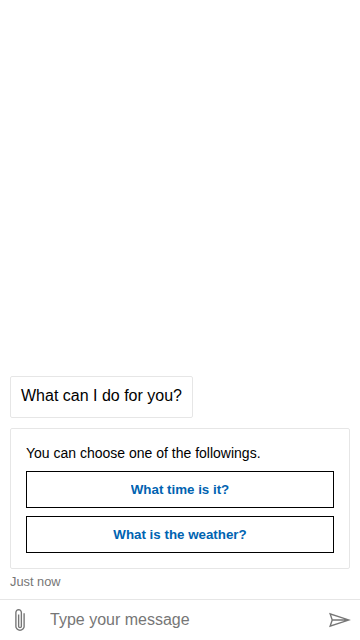 What can I do for you?
You can choose one of the followings.
What time is it?
What is the weather?
Just now
Type your message